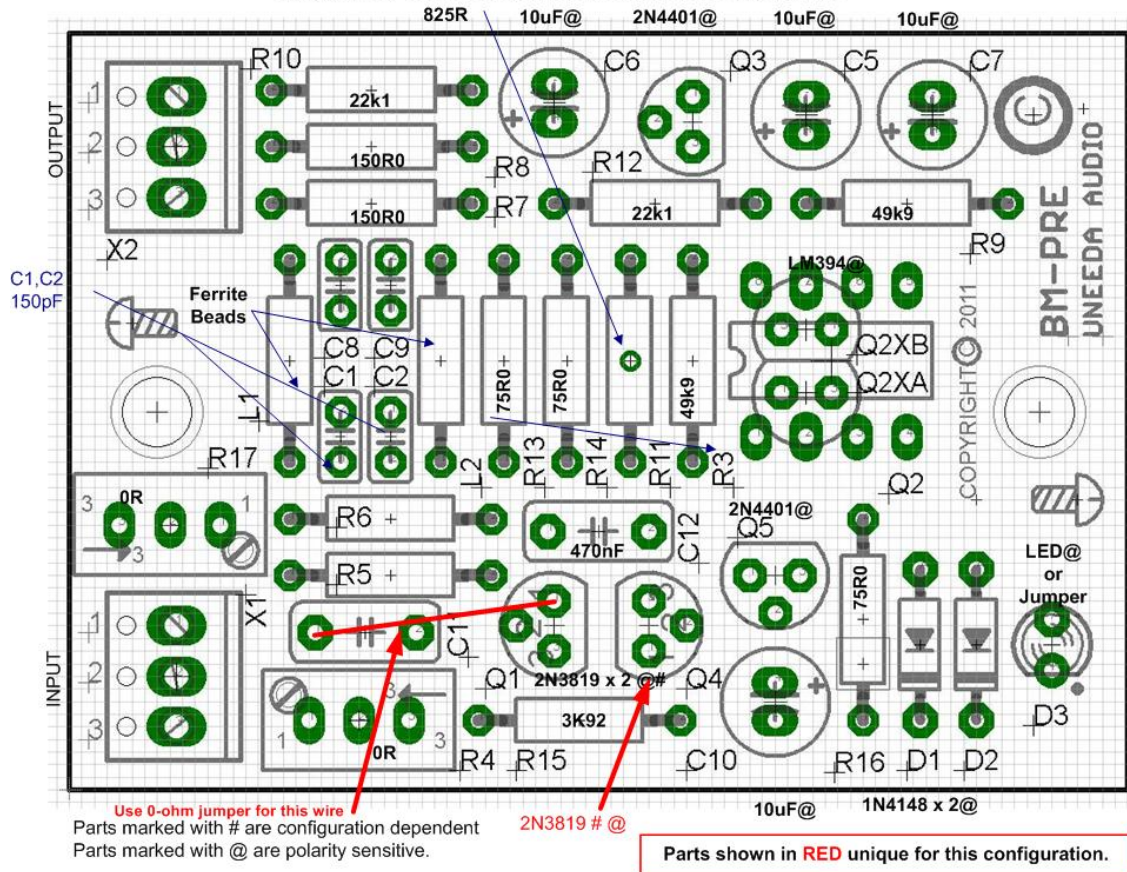 825R
10uF@
2N4401@
10uF@
10uF@
R10
C6
Q3
C5
C7
C
OUTPUT
1
2
3
22k1
150R0
150R0
R8
R7
R12
22k1
49k9
R9
X2
BM-PRE
UNEEDA AUDIO
COPYRIGHT C 2011
C1,C2
150pF
Ferrite
Beads
C8
C9
C1
C2
75R0
75R0
49k9
LM394@
Q2XB
Q2XA
L1
L2
R13
R14
R11
R3
Q2
R17
0R
3
1
3
R6
R5
470nF
C12
2N4401@
Q5
75R0
LED@
or
Jumper
X1
INPUT
1
2
3
C11
Q1
2N3819 x 2 @#
Q4
3K92
1
3
3
0R
R4
R15
C10
R16
D1
D2
D3
10uF@
1N4148 x 2@
Use 0-ohm jumper for this wire
Parts marked with # are configuration dependent
Parts marked with @ are polarity sensitive.
2N3819 # @
Parts shown in RED unique for this configuration.